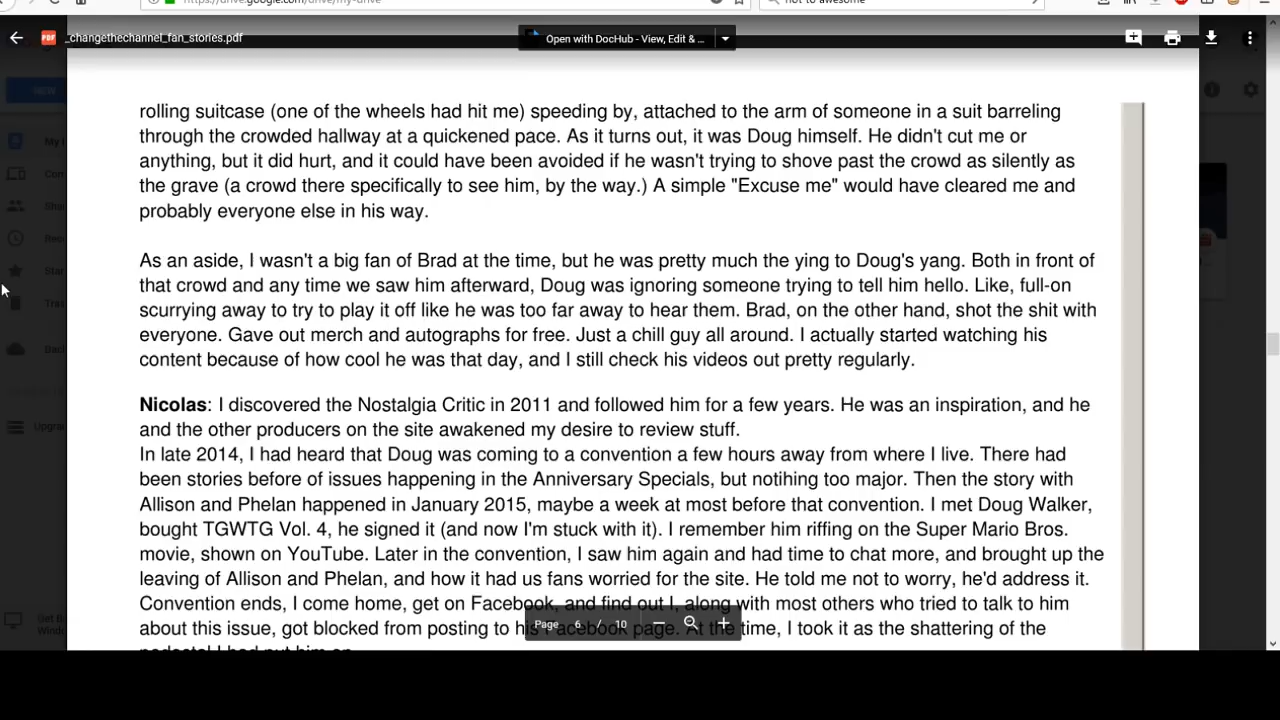 https://drive.google.com/drive/my-drive
not to awesome
_changethechannel_fan_stories.pdf
Open with DocHub - View, Edit & ...
NEW
rolling suitcase (one of the wheels had hit me) speeding by, attached to the arm of someone in a suit barreling
through the crowded hallway at a quickened pace. As it turns out, it was Doug himself. He didn't cut me or
anything, but it did hurt, and it could have been avoided if he wasn't trying to shove past the crowd as silently as
the grave (a crowd there specifically to see him, by the way.) A simple "Excuse me" would have cleared me and
probably everyone else in his way.
As an aside, I wasn't a big fan of Brad at the time, but he was pretty much the ying to Doug's yang. Both in front of
that crowd and any time we saw him afterward, Doug was ignoring someone trying to tell him hello. Like, full-on
scurrying away to try to play it off like he was too far away to hear them. Brad, on the other hand, shot the shit with
everyone. Gave out merch and autographs for free. Just a chill guy all around. I actually started watching his
content because of how cool he was that day, and I still check his videos out pretty regularly.
Nicolas: I discovered the Nostalgia Critic in 2011 and followed him for a few years. He was an inspiration, and he
and the other producers on the site awakened my desire to review stuff.
In late 2014, I had heard that Doug was coming to a convention a few hours away from where I live. There had
been stories before of issues happening in the Anniversary Specials, but notihing too major. Then the story with
Allison and Phelan happened in January 2015, maybe a week at most before that convention. I met Doug Walker,
bought TGWTG Vol. 4, he signed it (and now I'm stuck with it). I remember him riffing on the Super Mario Bros.
movie, shown on YouTube. Later in the convention, I saw him again and had time to chat more, and brought up the
leaving of Allison and Phelan, and how it had us fans worried for the site. He told me not to worry, he'd address it.
Convention ends, I come home, get on Facebook, and find out I, along with most others who tried to talk to him
about this issue, got blocked from posting to his Facebook page. At the time, I took it as the shattering of the
pedestal I had put him on.
Page 6 / 10